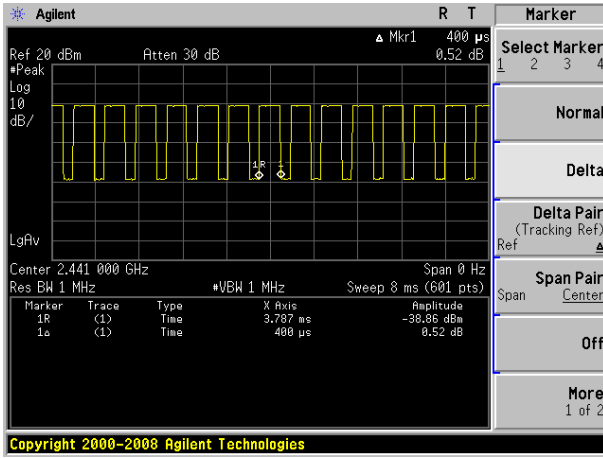 Agilent R T
Δ Mkr1 400 µs
Ref 20 dBm Atten 30 dB 0.52 dB
#Peak
Log
10
dB/
1R
1
LgAv
Center 2.441 000 GHz Span 0 Hz
Res BW 1 MHz #VBW 1 MHz Sweep 8 ms (601 pts)
Marker Trace Type X Axis Amplitude
1R (1) Time 3.787 ms -38.86 dBm
1Δ (1) Time 400 µs 0.52 dB
Copyright 2000-2008 Agilent Technologies
Marker
Select Marker
1 2 3 4
Normal
Delta
Delta Pair
(Tracking Ref)
Ref Δ
Span Pair
Span Center
Off
More
1 of 2